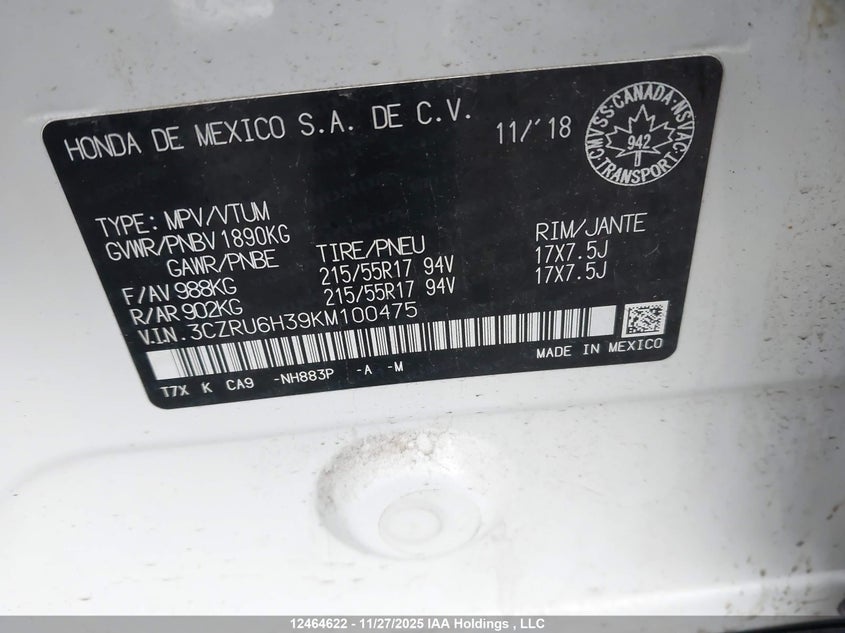 HONDA DE MEXICO S.A. DE C.V.
11/'18
CMVSS·CANADA·NSVAC
942
TRANSPORT
TYPE: MPV/VTUM
GVWR/PNBV 1890KG
GAWR/PNBE TIRE/PNEU RIM/JANTE
F/AV 988KG 215/55R17 94V 17X7.5J
R/AR 902KG 215/55R17 94V 17X7.5J
V.I.N. 3CZRU6H39KM100475
MADE IN MEXICO
T7X K CA9 -NH883P -A -M
12464622 - 11/27/2025 IAA Holdings , LLC